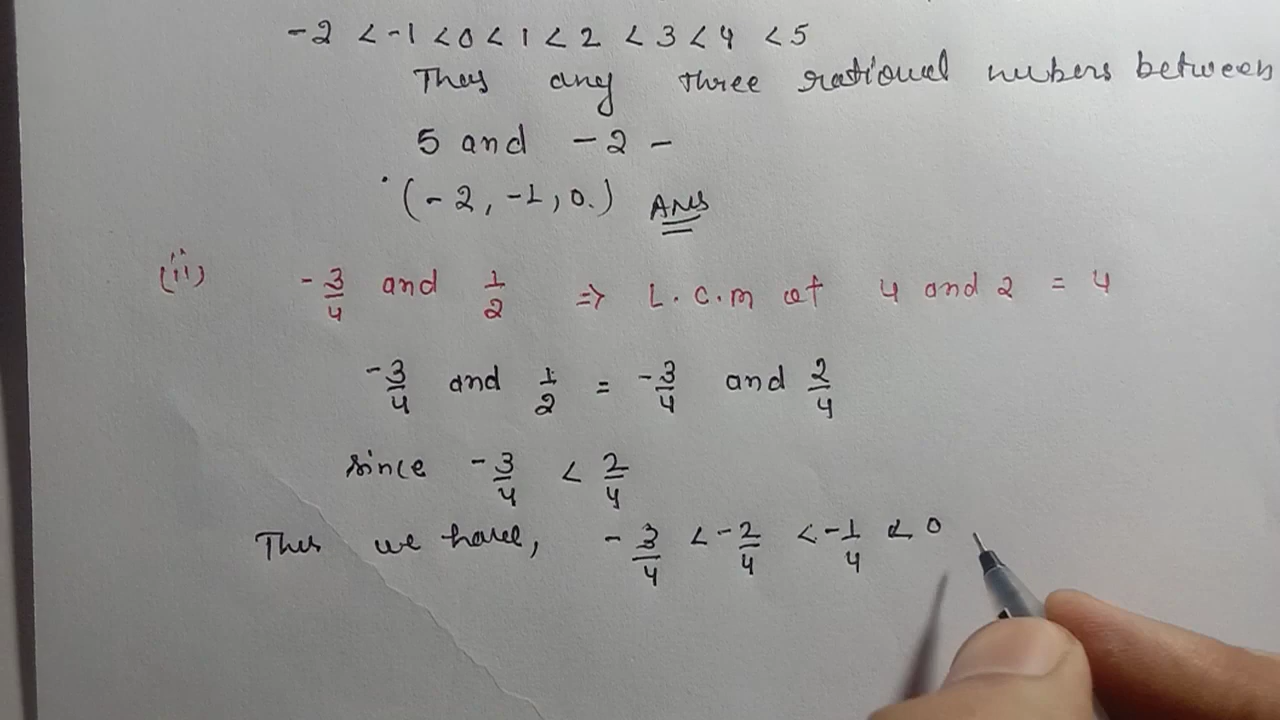 -2 < -1 < 0 < 1 < 2 < 3 < 4 < 5
Thus any three rational nubers between
5 and -2 -
(-2, -1, 0.) Ans
(ii) -3/4 and 1/2 => L.C.m of 4 and 2 = 4
-3/4 and 1/2 = -3/4 and 2/4
since -3/4 < 2/4
Thus we have, -3/4 < -2/4 < -1/4 < 0